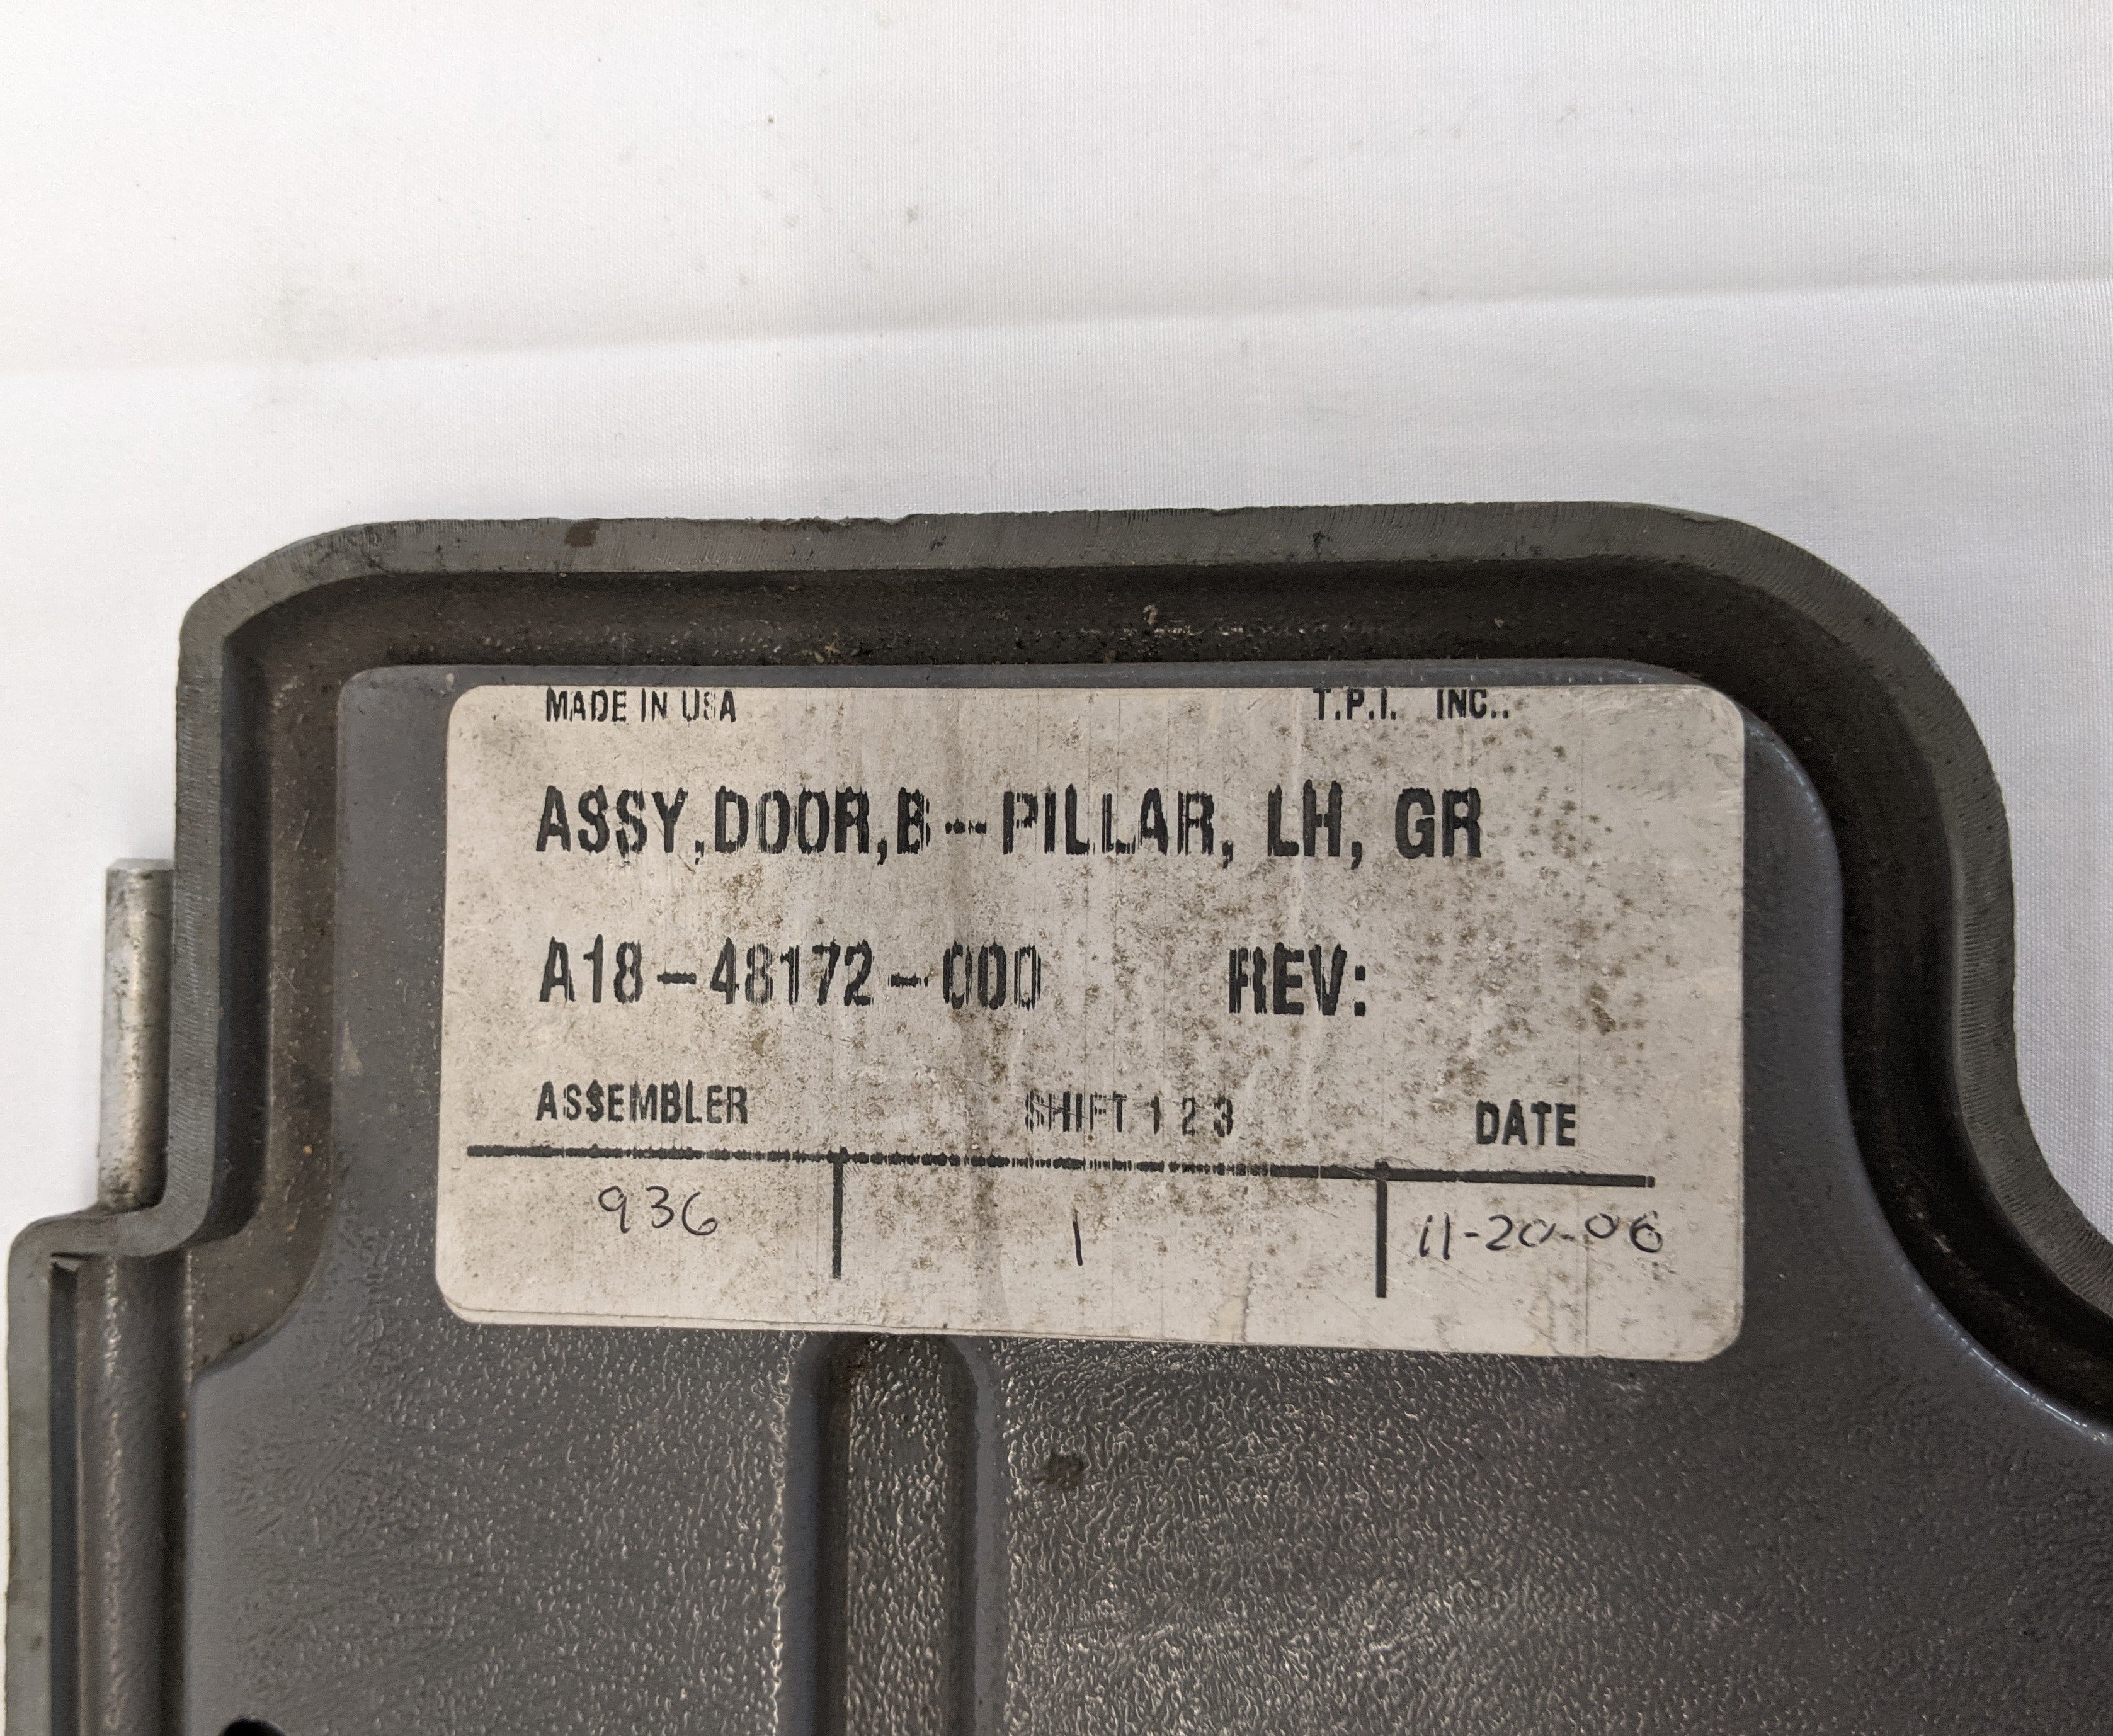 MADE IN USA T.P.I. INC..
ASSY,DOOR,B-PILLAR, LH, GR
A18-48172-000 REV:
ASSEMBLER SHIFT 1 2 3 DATE
936 1 11-20-06